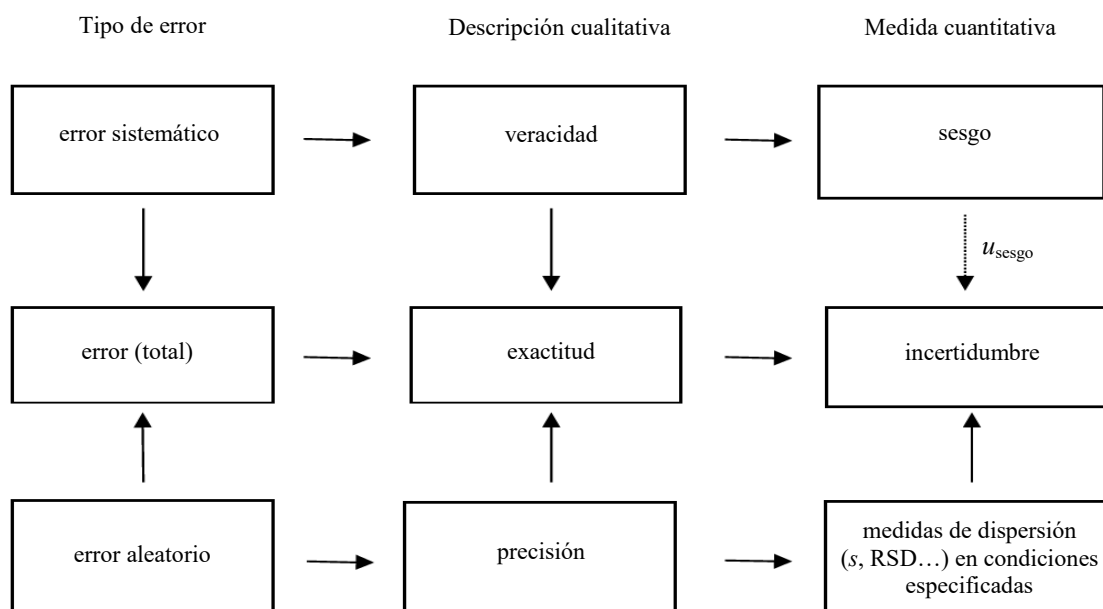 Tipo de error
Descripción cualitativa
Medida cuantitativa
error sistemático
veracidad
sesgo
u_sesgo
error (total)
exactitud
incertidumbre
error aleatorio
precisión
medidas de dispersión
(s, RSD…) en condiciones
especificadas